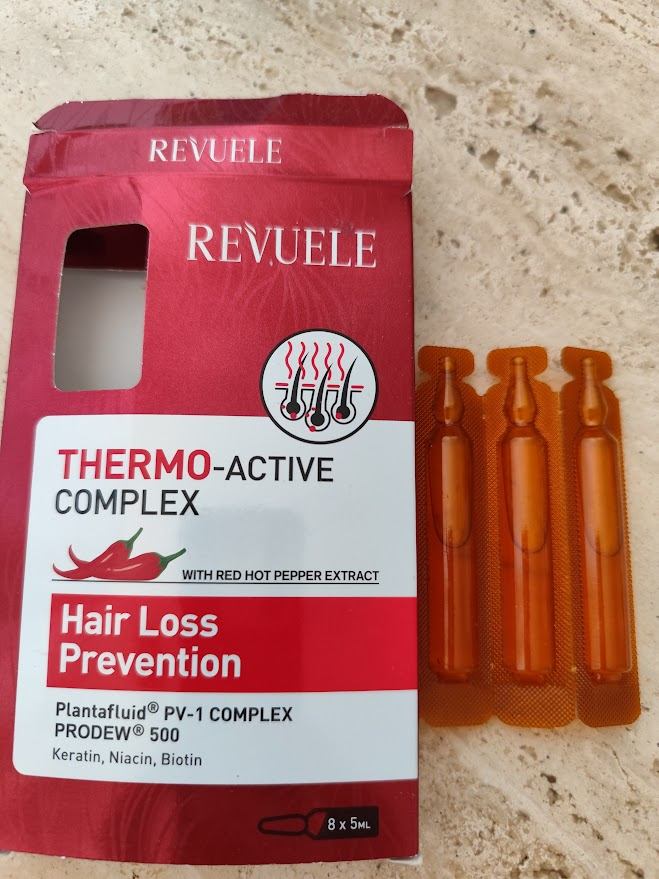 REVUELE
REVUELE
THERMO-ACTIVE
COMPLEX
WITH RED HOT PEPPER EXTRACT
Hair Loss
Prevention
Plantafluid® PV-1 COMPLEX
PRODEW® 500
Keratin, Niacin, Biotin
8 x 5ML